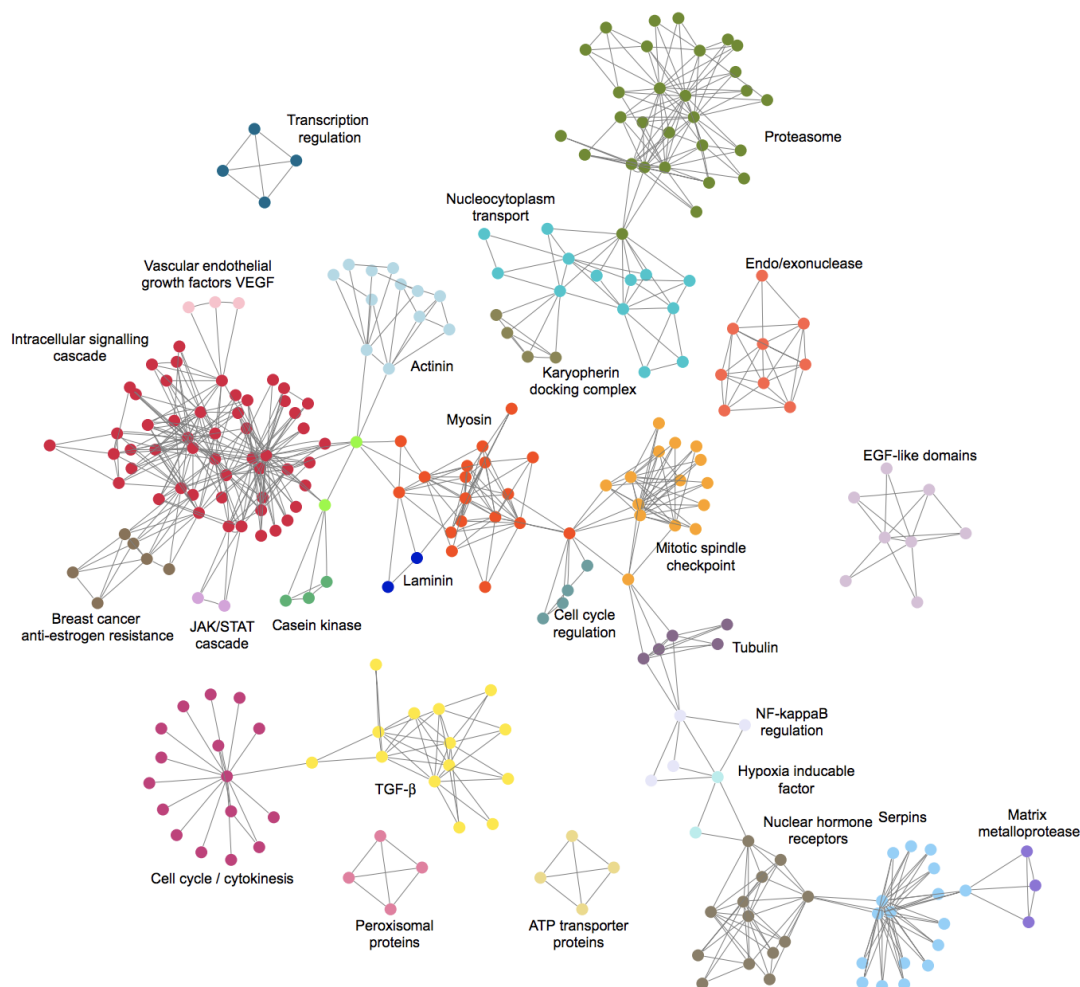 Transcription
regulation
Proteasome
Nucleocytoplasm
transport
Vascular endothelial
growth factors VEGF
Endo/exonuclease
Intracellular signalling
cascade
Actinin
Karyopherin
docking complex
Myosin
EGF-like domains
Mitotic spindle
checkpoint
Laminin
Breast cancer
anti-estrogen resistance
JAK/STAT
cascade
Casein kinase
Cell cycle
regulation
Tubulin
NF-kappaB
regulation
TGF-β
Hypoxia inducable
factor
Nuclear hormone
receptors
Serpins
Matrix
metalloprotease
Cell cycle / cytokinesis
Peroxisomal
proteins
ATP transporter
proteins